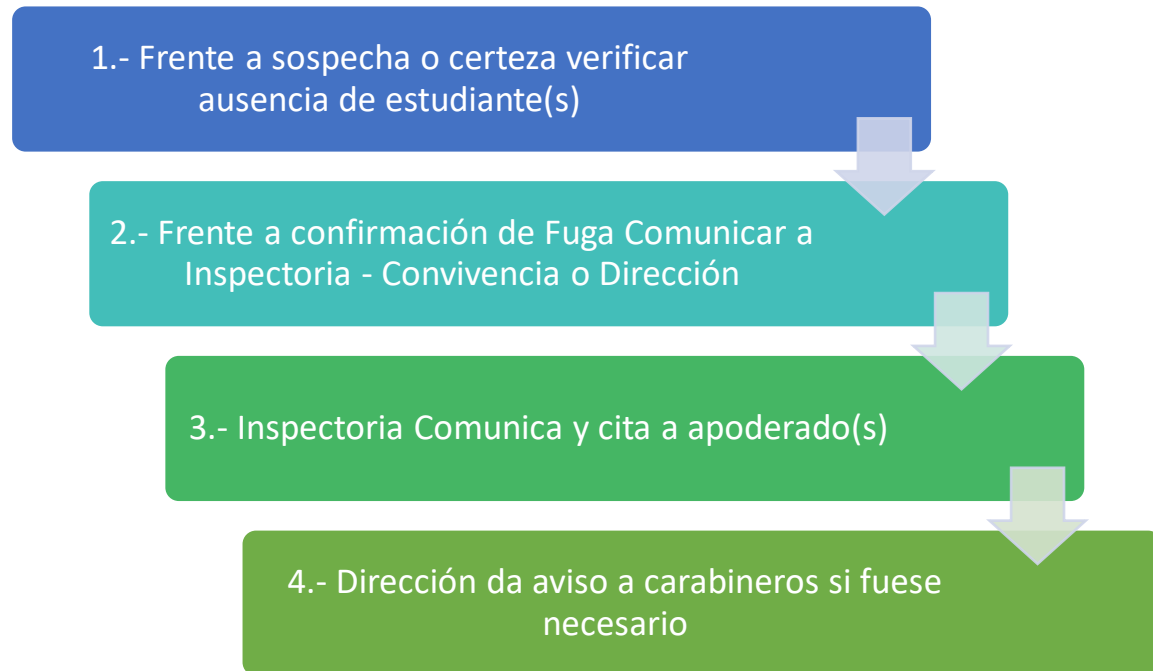 1.- Frente a sospecha o certeza verificar
ausencia de estudiante(s)
2.- Frente a confirmación de Fuga Comunicar a
Inspectoria - Convivencia o Dirección
3.- Inspectoria Comunica y cita a apoderado(s)
4.- Dirección da aviso a carabineros si fuese
necesario